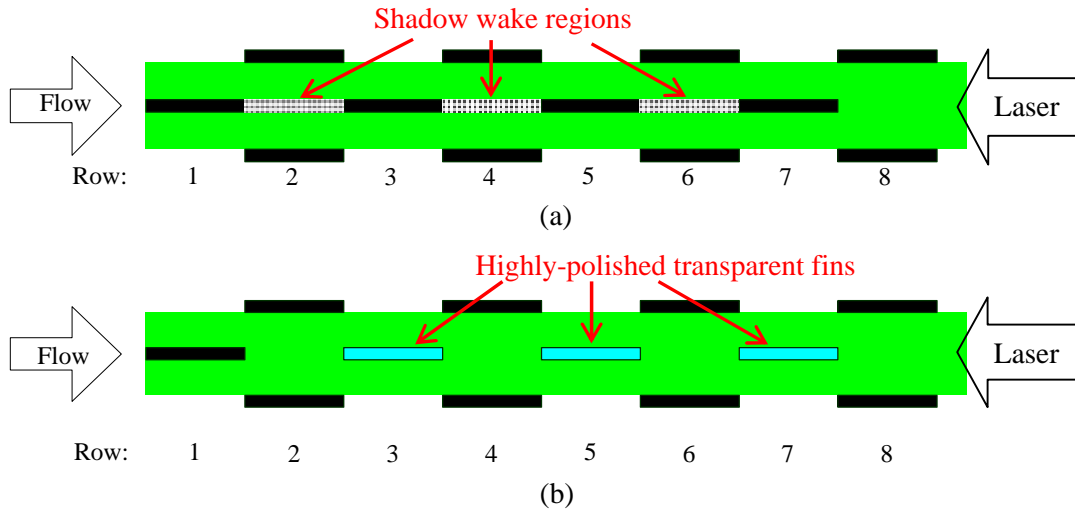 Shadow wake regions
Flow
Laser
Row: 1 2 3 4 5 6 7 8
(a)
Highly-polished transparent fins
Flow
Laser
Row: 1 2 3 4 5 6 7 8
(b)